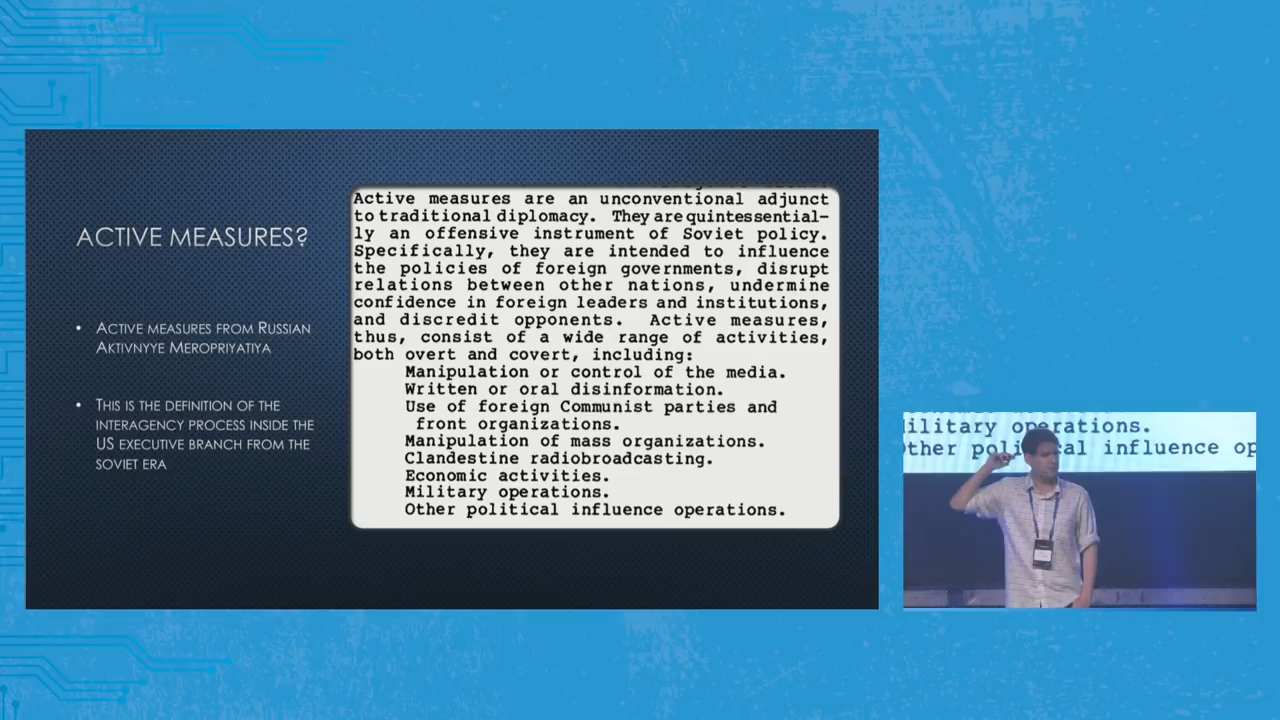 ACTIVE MEASURES?
• ACTIVE MEASURES FROM RUSSIAN
AKTIVNYYE MEROPRIYATIYA
• THIS IS THE DEFINITION OF THE
INTERAGENCY PROCESS INSIDE THE
US EXECUTIVE BRANCH FROM THE
SOVIET ERA
Active measures are an unconventional adjunct
to traditional diplomacy. They are quintessential-
ly an offensive instrument of Soviet policy.
Specifically, they are intended to influence
the policies of foreign governments, disrupt
relations between other nations, undermine
confidence in foreign leaders and institutions,
and discredit opponents. Active measures,
thus, consist of a wide range of activities,
both overt and covert, including:
Manipulation or control of the media.
Written or oral disinformation.
Use of foreign Communist parties and
front organizations.
Manipulation of mass organizations.
Clandestine radiobroadcasting.
Economic activities.
Military operations.
Other political influence operations.
ilitary operations.
ther political influence op